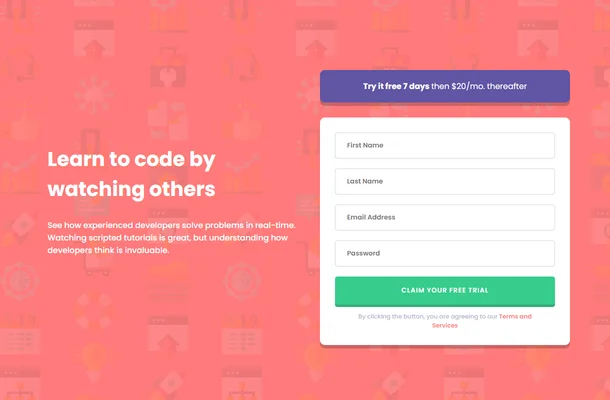 Learn to code by
watching others
See how experienced developers solve problems in real-time.
Watching scripted tutorials is great, but understanding how
developers think is invaluable.
Try it free 7 days then $20/mo. thereafter
First Name
Last Name
Email Address
Password
CLAIM YOUR FREE TRIAL
By clicking the button, you are agreeing to our Terms and
Services